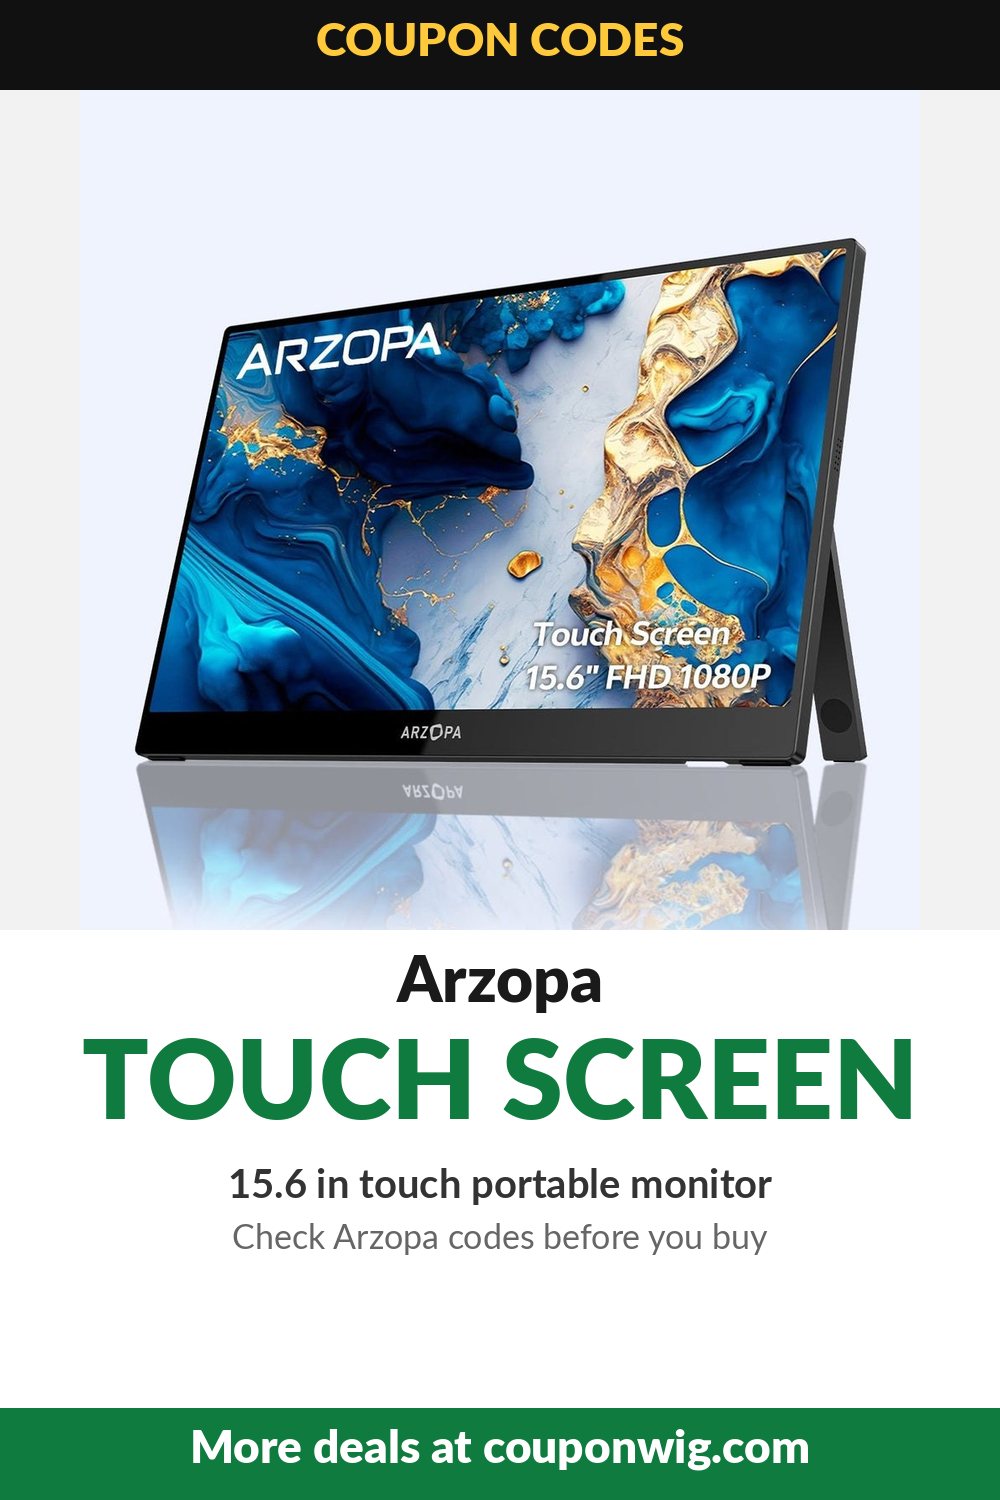 COUPON CODES
ARZOPA
Touch Screen
15.6" FHD 1080P
ARZOPA
ARZOPA
Arzopa
TOUCH SCREEN
15.6 in touch portable monitor
Check Arzopa codes before you buy
More deals at couponwig.com